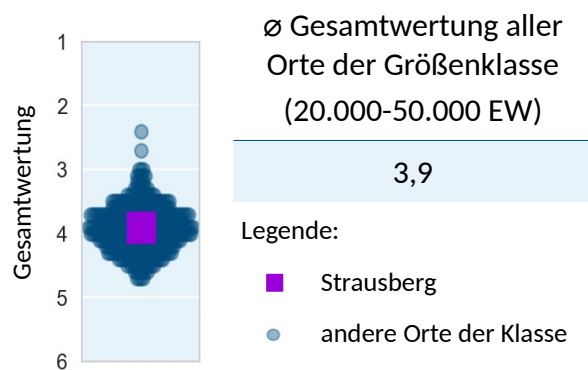 ø Gesamtwertung aller
Orte der Größenklasse
(20.000-50.000 EW)
3,9
Legende:
Strausberg
andere Orte der Klasse
Gesamtwertung
1
2
3
4
5
6